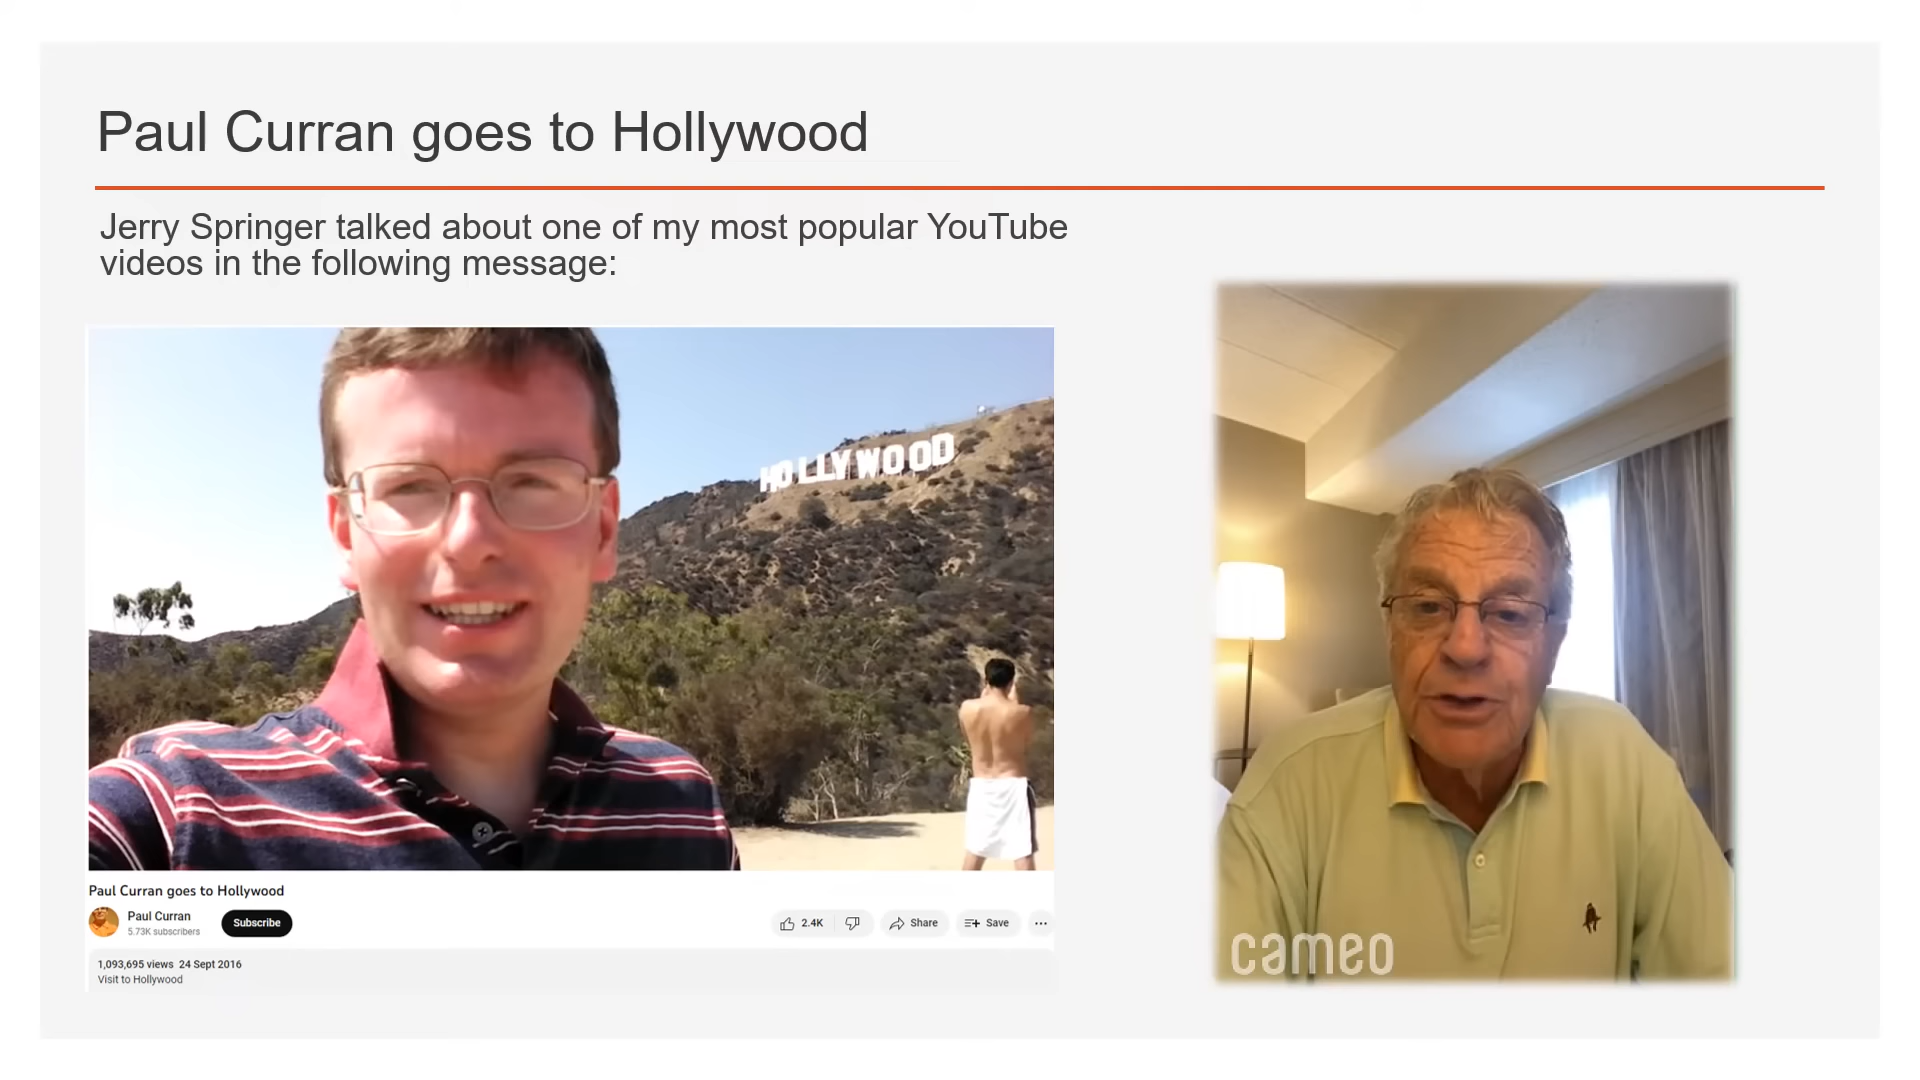 Paul Curran goes to Hollywood
Jerry Springer talked about one of my most popular YouTube
videos in the following message:
HOLLYWOOD
Paul Curran goes to Hollywood
Paul Curran
5.73K subscribers
Subscribe
2.4K
Share
Save
1,093,695 views 24 Sept 2016
Visit to Hollywood
cameo